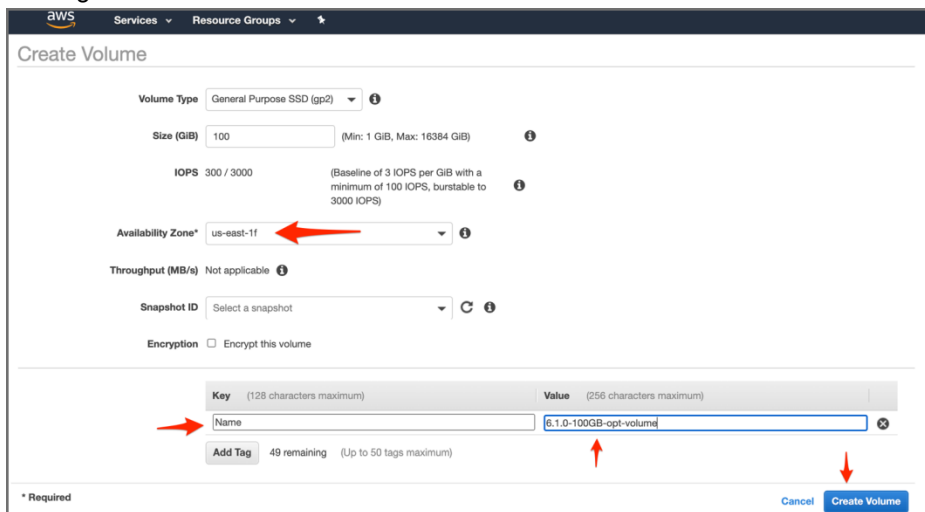 aws Services Resource Groups
Create Volume
Volume Type General Purpose SSD (gp2)
Size (GiB) 100 (Min: 1 GiB, Max: 16384 GiB)
IOPS 300 / 3000 (Baseline of 3 IOPS per GiB with a
minimum of 100 IOPS, burstable to
3000 IOPS)
Availability Zone* us-east-1f
Throughput (MB/s) Not applicable
Snapshot ID Select a snapshot
Encryption Encrypt this volume
Key (128 characters maximum) Value (256 characters maximum)
Name 6.1.0-100GB-opt-volume
Add Tag 49 remaining (Up to 50 tags maximum)
* Required Cancel Create Volume